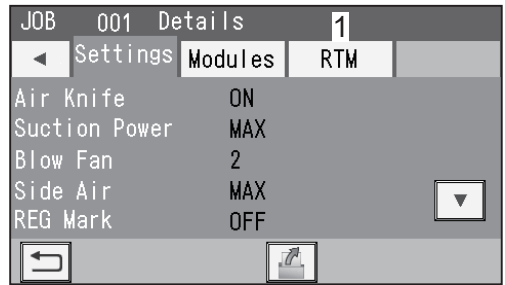 JOB 001 Details 1
◄ Settings Modules RTM
Air Knife ON
Suction Power MAX
Blow Fan 2
Side Air MAX
REG Mark OFF
▼